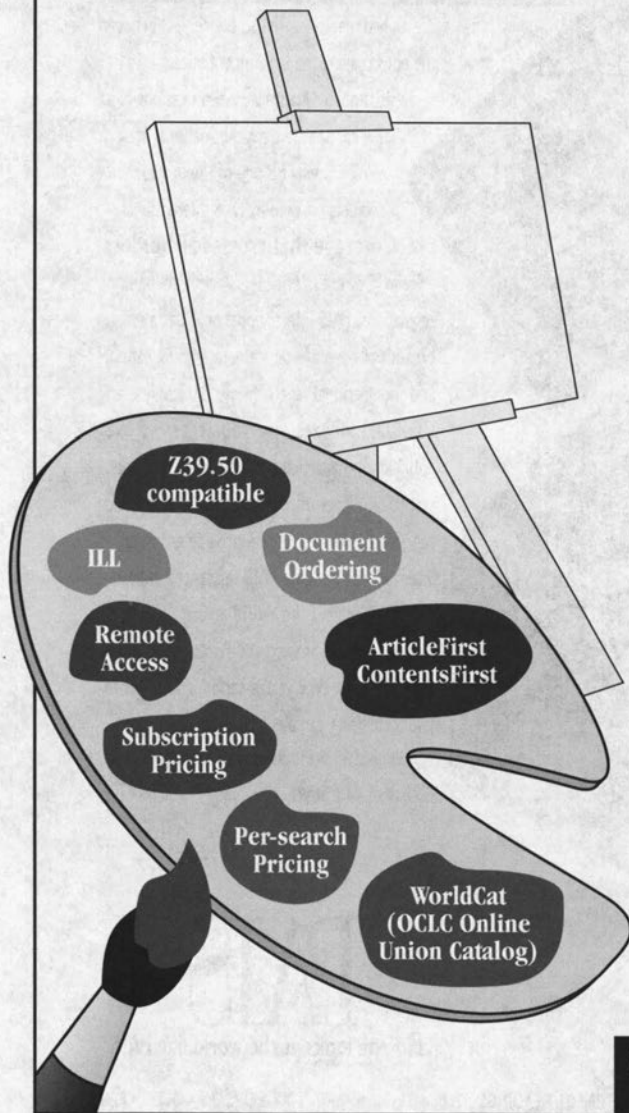 Z39.50
compatible
ILL
Document
Ordering
Remote
Access
ArticleFirst
ContentsFirst
Subscription
Pricing
Per-search
Pricing
WorldCat
(OCLC Online
Union Catalog)